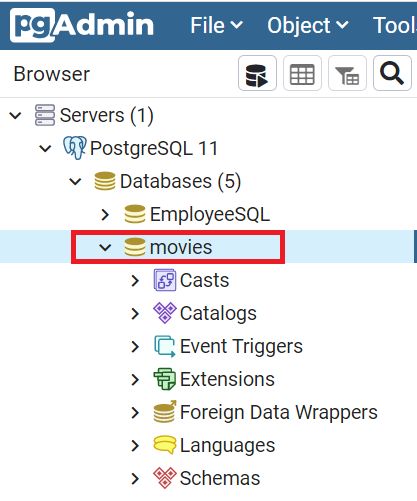 pgAdmin File Object Tools
Browser
Servers (1)
PostgreSQL 11
Databases (5)
EmployeeSQL
movies
Casts
Catalogs
Event Triggers
Extensions
Foreign Data Wrappers
Languages
Schemas